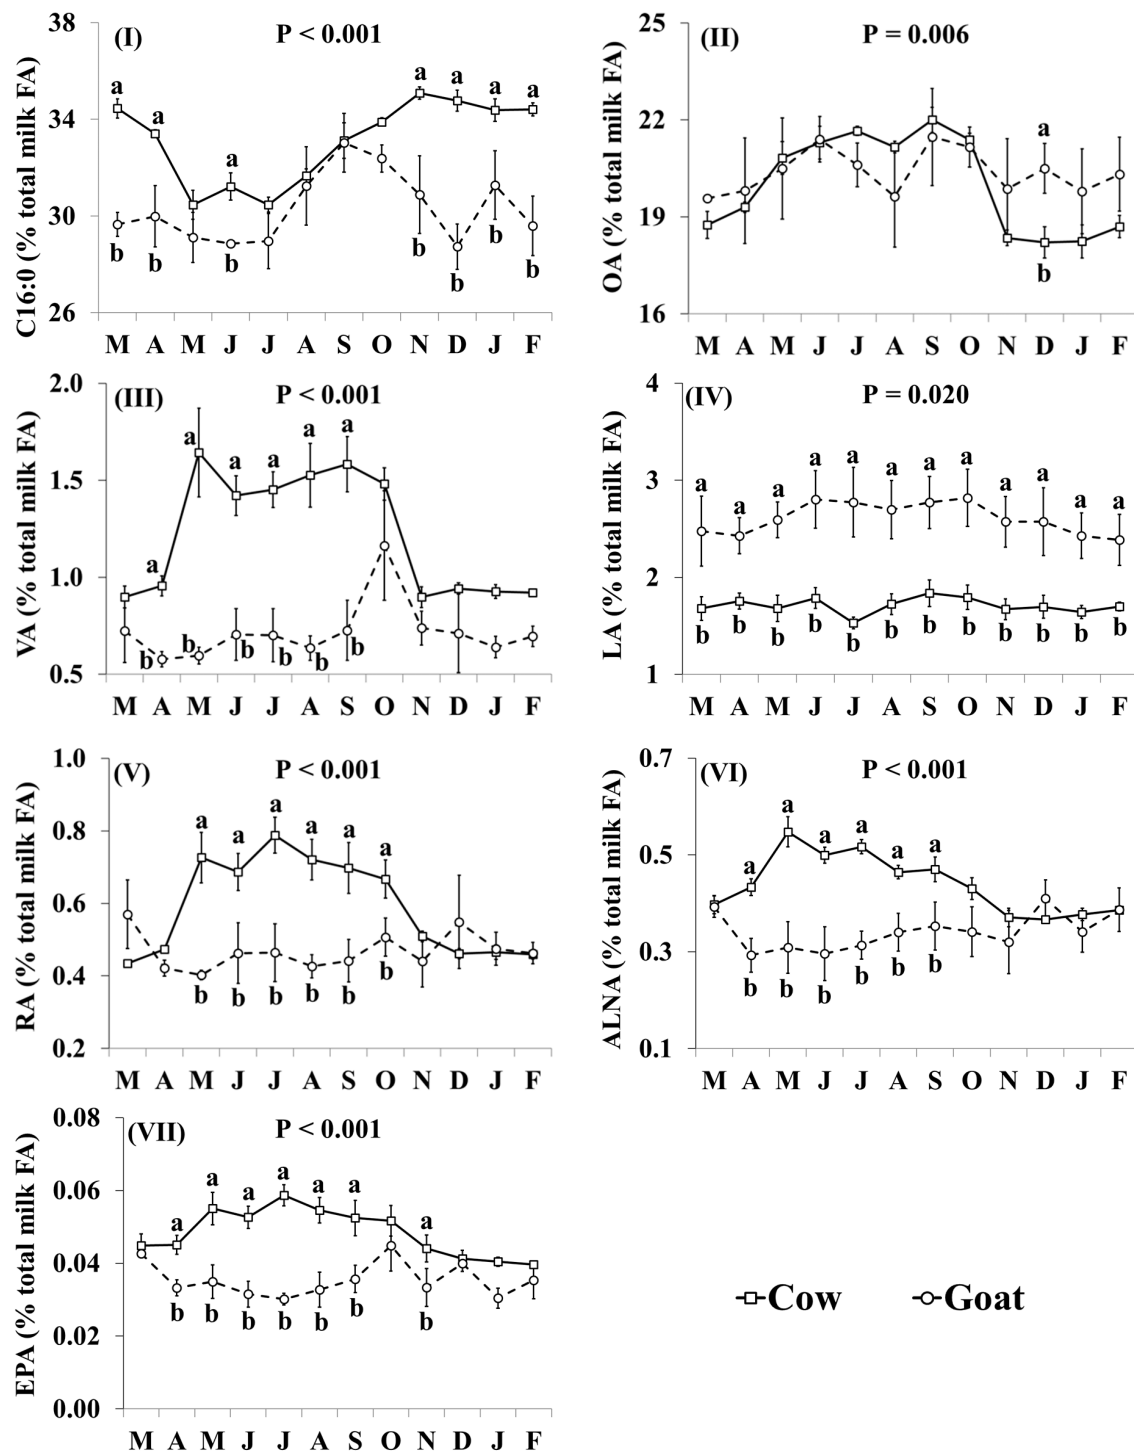 C16:0 (% total milk FA)
(I)
P < 0.001
38
34
30
26
a a a a a a a
b b b b b b b
M A M J J A S O N D J F
OA (% total milk FA)
(II)
P = 0.006
25
22
19
16
a
b
M A M J J A S O N D J F
VA (% total milk FA)
(III)
P < 0.001
2.0
1.5
1.0
0.5
a a a a a a
b b b b b b
M A M J J A S O N D J F
LA (% total milk FA)
(IV)
P = 0.020
4
3
2
1
a a a a a a a a a a a a
b b b b b b b b b b b b
M A M J J A S O N D J F
RA (% total milk FA)
(V)
P < 0.001
1.0
0.8
0.6
0.4
0.2
a a a a a a
b b b b b b
M A M J J A S O N D J F
ALNA (% total milk FA)
(VI)
P < 0.001
0.7
0.5
0.3
0.1
a a a a a a
b b b b b b
M A M J J A S O N D J F
EPA (% total milk FA)
(VII)
P < 0.001
0.08
0.06
0.04
0.02
0.00
a a a a a a a
b b b b b b b
M A M J J A S O N D J F
Cow Goat